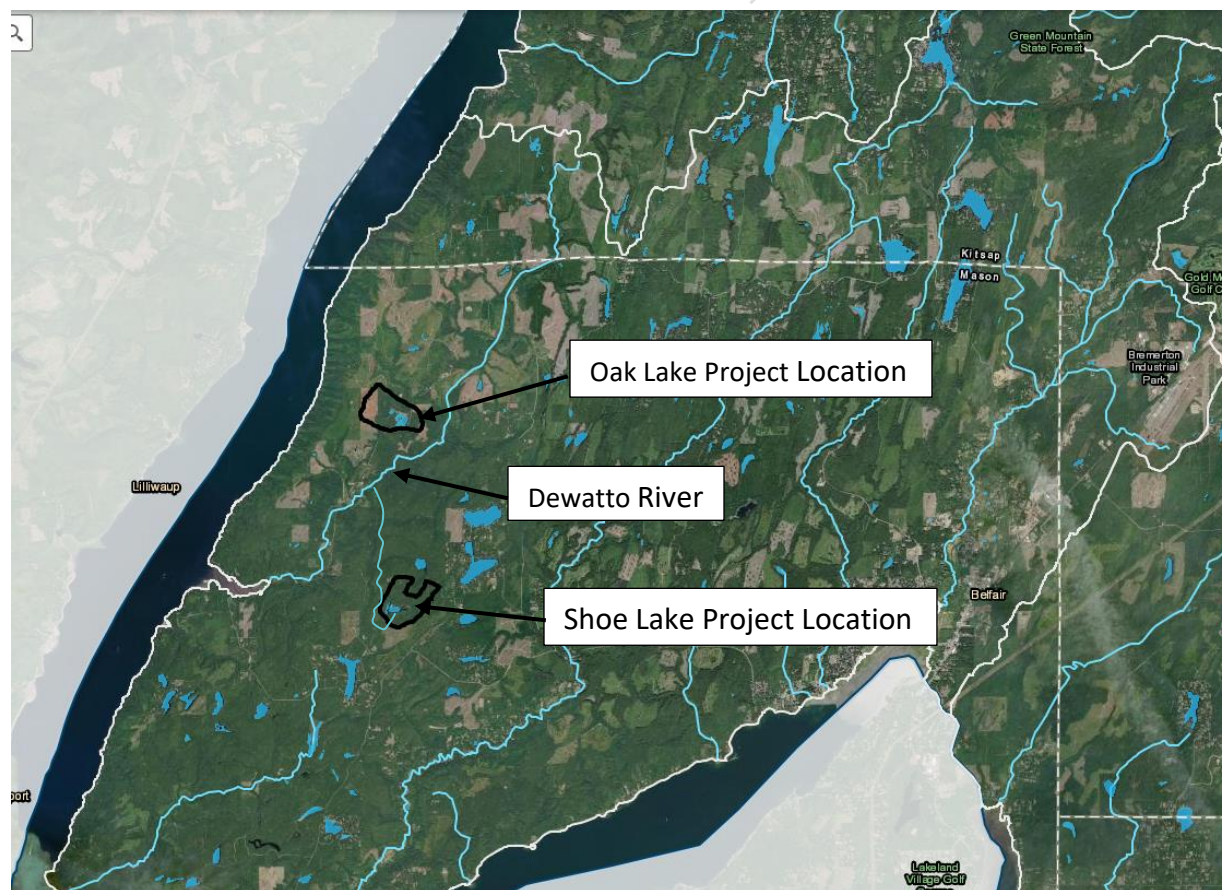 Green Mountain
State Forest
Kitsap
Mason
Gold M
Golf C
Bremerton
Industrial
Park
Oak Lake Project Location
Lilliwaup
Dewatto River
Belfair
Shoe Lake Project Location
port
Lakeland
Village Golf